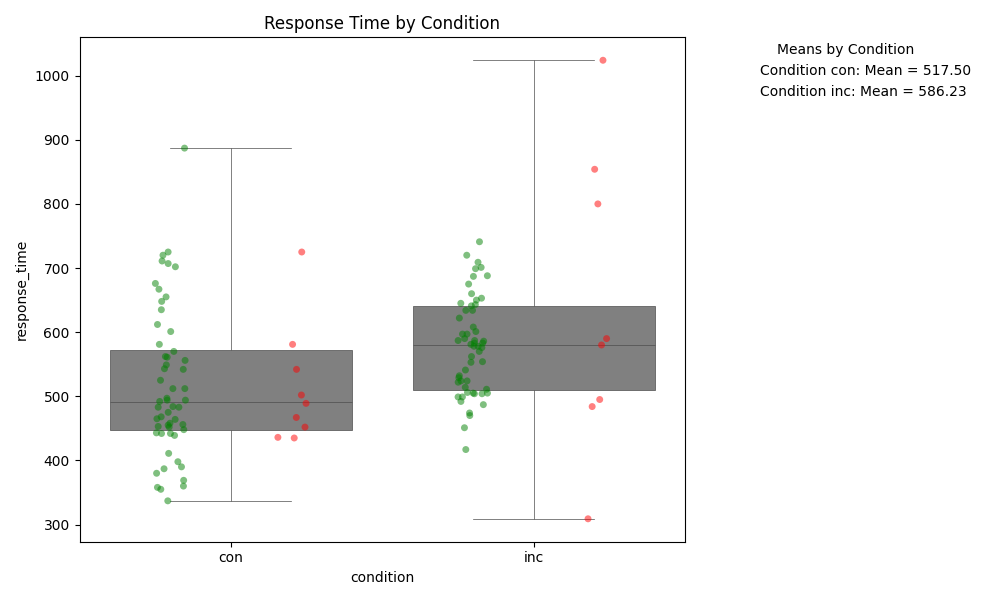 Response Time by Condition
Means by Condition
Condition con: Mean = 517.50
Condition inc: Mean = 586.23
1000
900
800
700
600
500
400
300
response_time
con
inc
condition